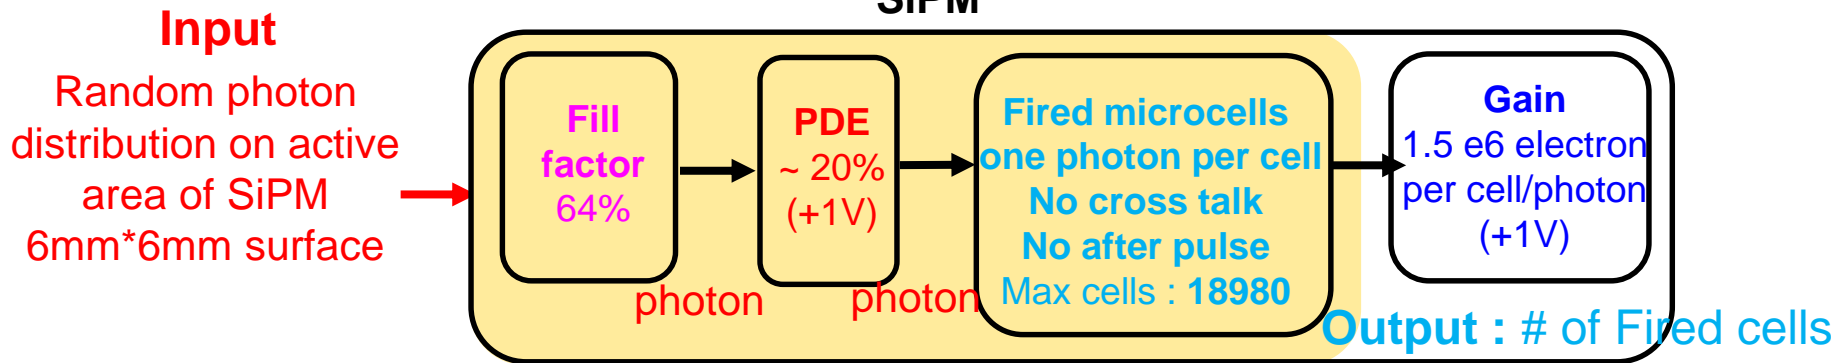 SiPM
Input
Random photon
distribution on active
area of SiPM
6mm*6mm surface
Fill
factor
64%
photon
PDE
~ 20%
(+1V)
photon
Fired microcells
one photon per cell
No cross talk
No after pulse
Max cells : 18980
Gain
1.5 e6 electron
per cell/photon
(+1V)
Output : # of Fired cells